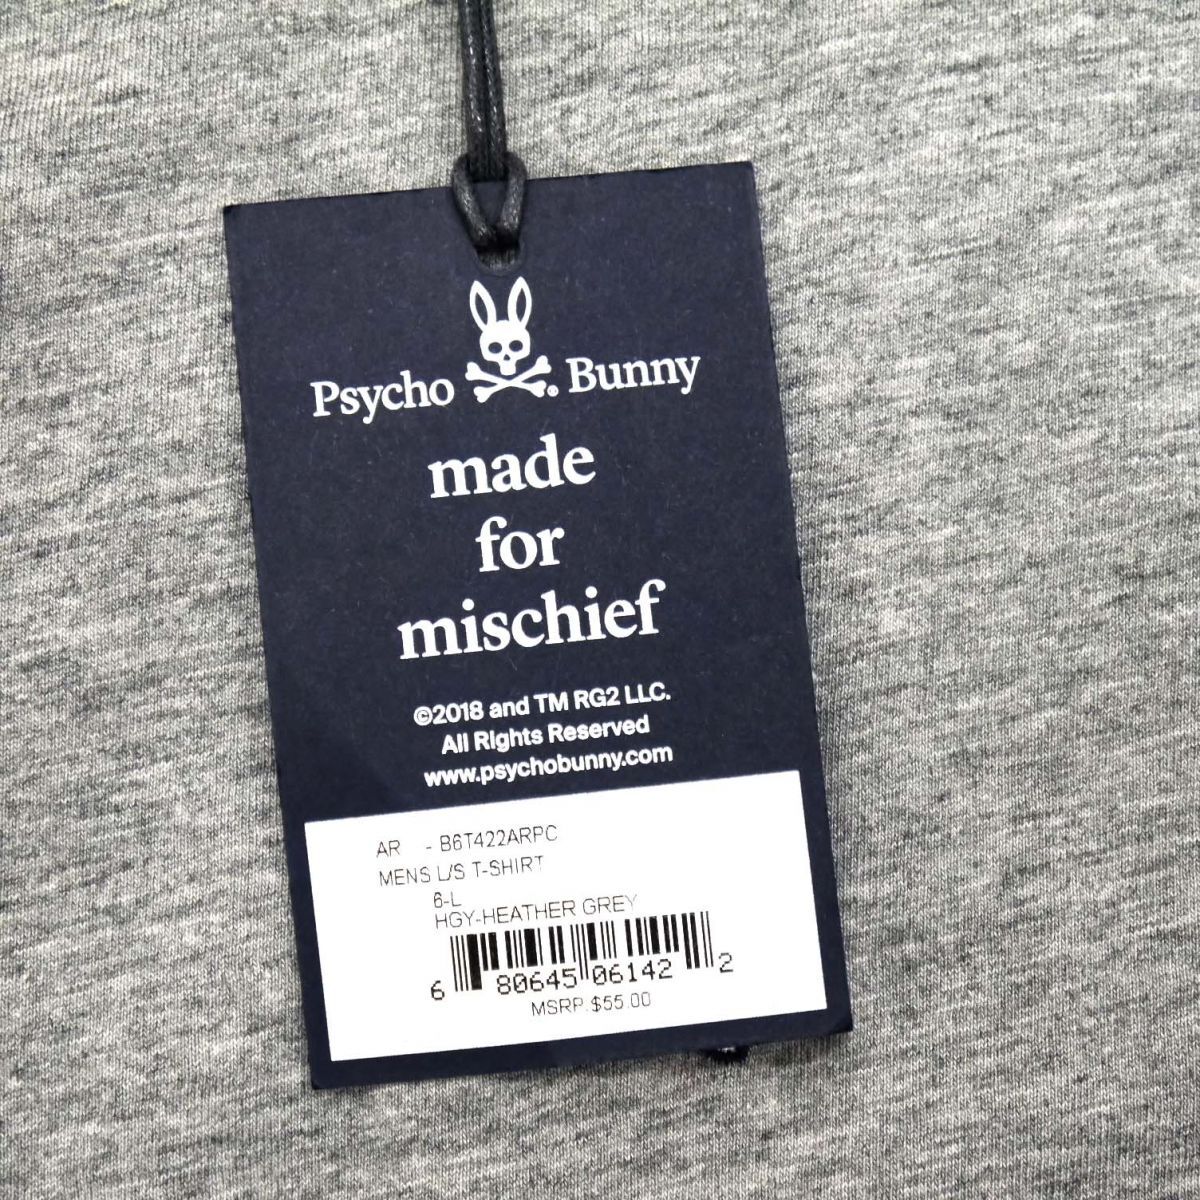 Psycho ® Bunny
made
for
mischief
©2018 and TM RG2 LLC.
All Rights Reserved
www.psychobunny.com
AR - B6T422ARPC
MENS L/S T-SHIRT
6-L
HGY-HEATHER GREY
6 80645 06142 2
MSRP:$55.00